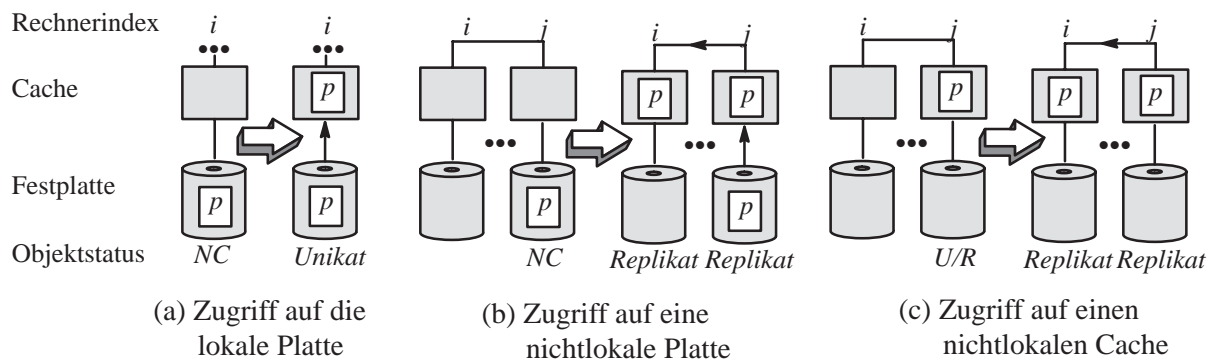 Rechnerindex i i i j i j i j i j
Cache p p p p p p
Festplatte p p p p
Objektstatus NC Unikat NC Replikat Replikat U/R Replikat Replikat
(a) Zugriff auf die (b) Zugriff auf eine (c) Zugriff auf einen
lokale Platte nichtlokale Platte nichtlokalen Cache